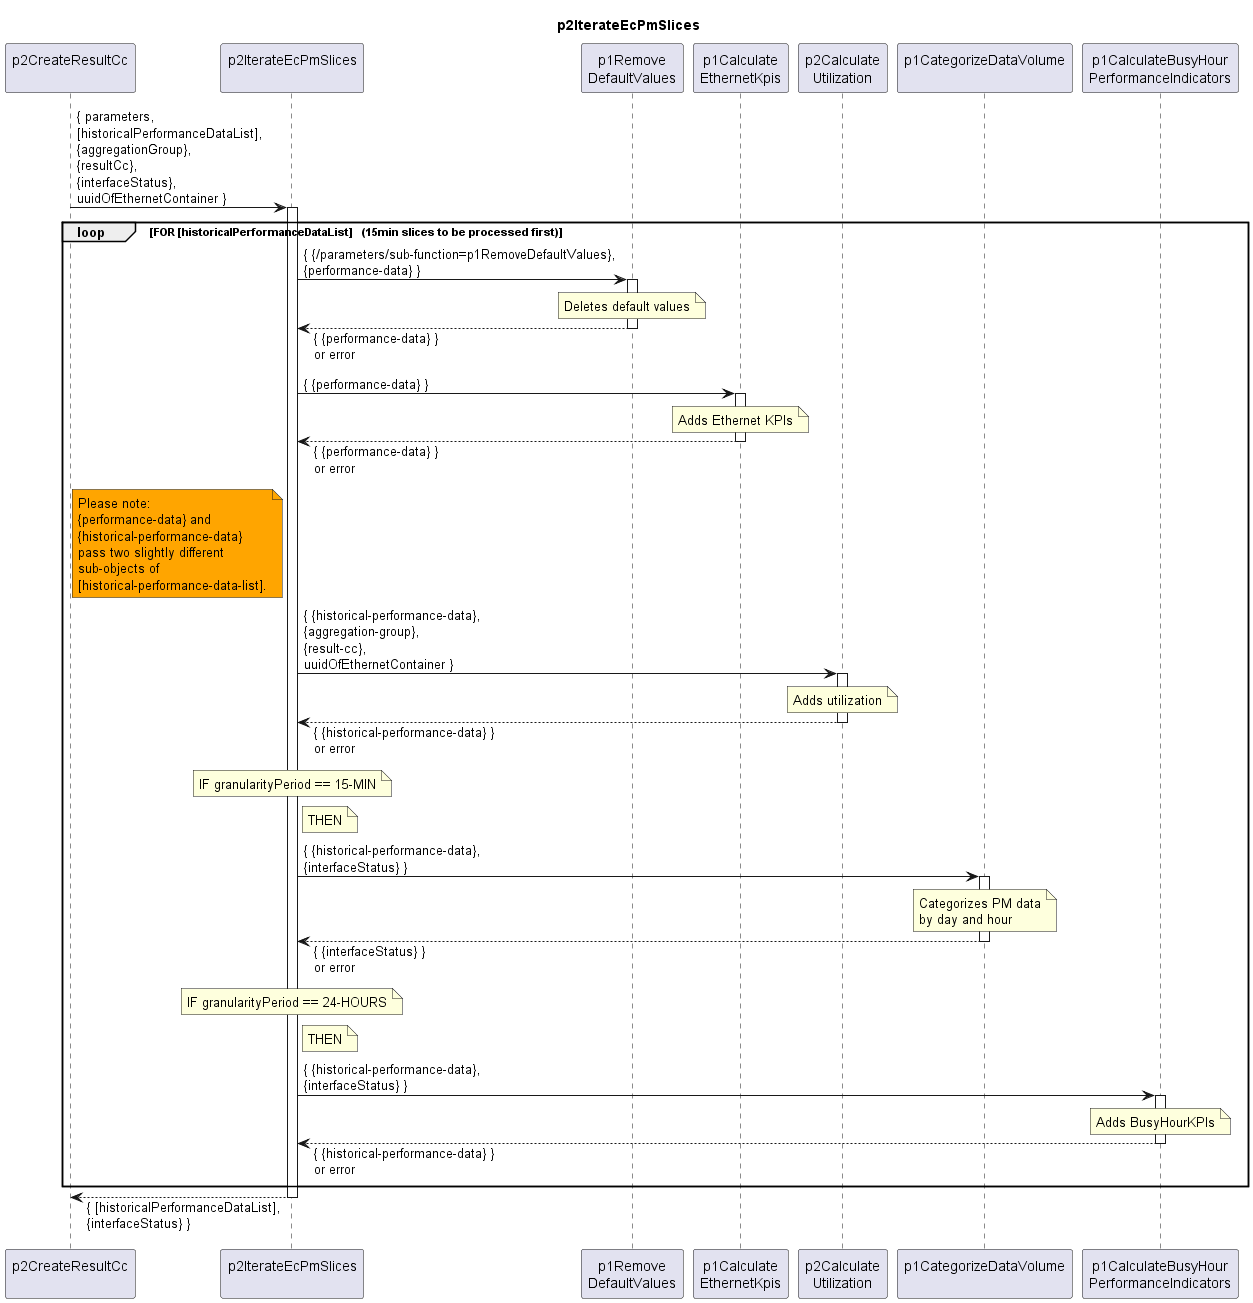 p2IterateEcPmSlices
p2CreateResultCc
p2IterateEcPmSlices
p1Remove
DefaultValues
p1Calculate
EthernetKpis
p2Calculate
Utilization
p1CategorizeDataVolume
p1CalculateBusyHour
PerformanceIndicators
{ parameters,
[historicalPerformanceDataList],
{aggregationGroup},
{resultCc},
{interfaceStatus},
uuidOfEthernetContainer }
loop [FOR [historicalPerformanceDataList] (15min slices to be processed first)]
{ {/parameters/sub-function=p1RemoveDefaultValues},
{performance-data} }
Deletes default values
{ {performance-data} }
or error
{ {performance-data} }
Adds Ethernet KPIs
{ {performance-data} }
or error
Please note:
{performance-data} and
{historical-performance-data}
pass two slightly different
sub-objects of
[historical-performance-data-list].
{ {historical-performance-data},
{aggregation-group},
{result-cc},
uuidOfEthernetContainer }
Adds utilization
{ {historical-performance-data} }
or error
IF granularityPeriod == 15-MIN
THEN
{ {historical-performance-data},
{interfaceStatus} }
Categorizes PM data
by day and hour
{ {interfaceStatus} }
or error
IF granularityPeriod == 24-HOURS
THEN
{ {historical-performance-data},
{interfaceStatus} }
Adds BusyHourKPIs
{ {historical-performance-data} }
or error
{ [historicalPerformanceDataList],
{interfaceStatus} }
p2CreateResultCc
p2IterateEcPmSlices
p1Remove
DefaultValues
p1Calculate
EthernetKpis
p2Calculate
Utilization
p1CategorizeDataVolume
p1CalculateBusyHour
PerformanceIndicators